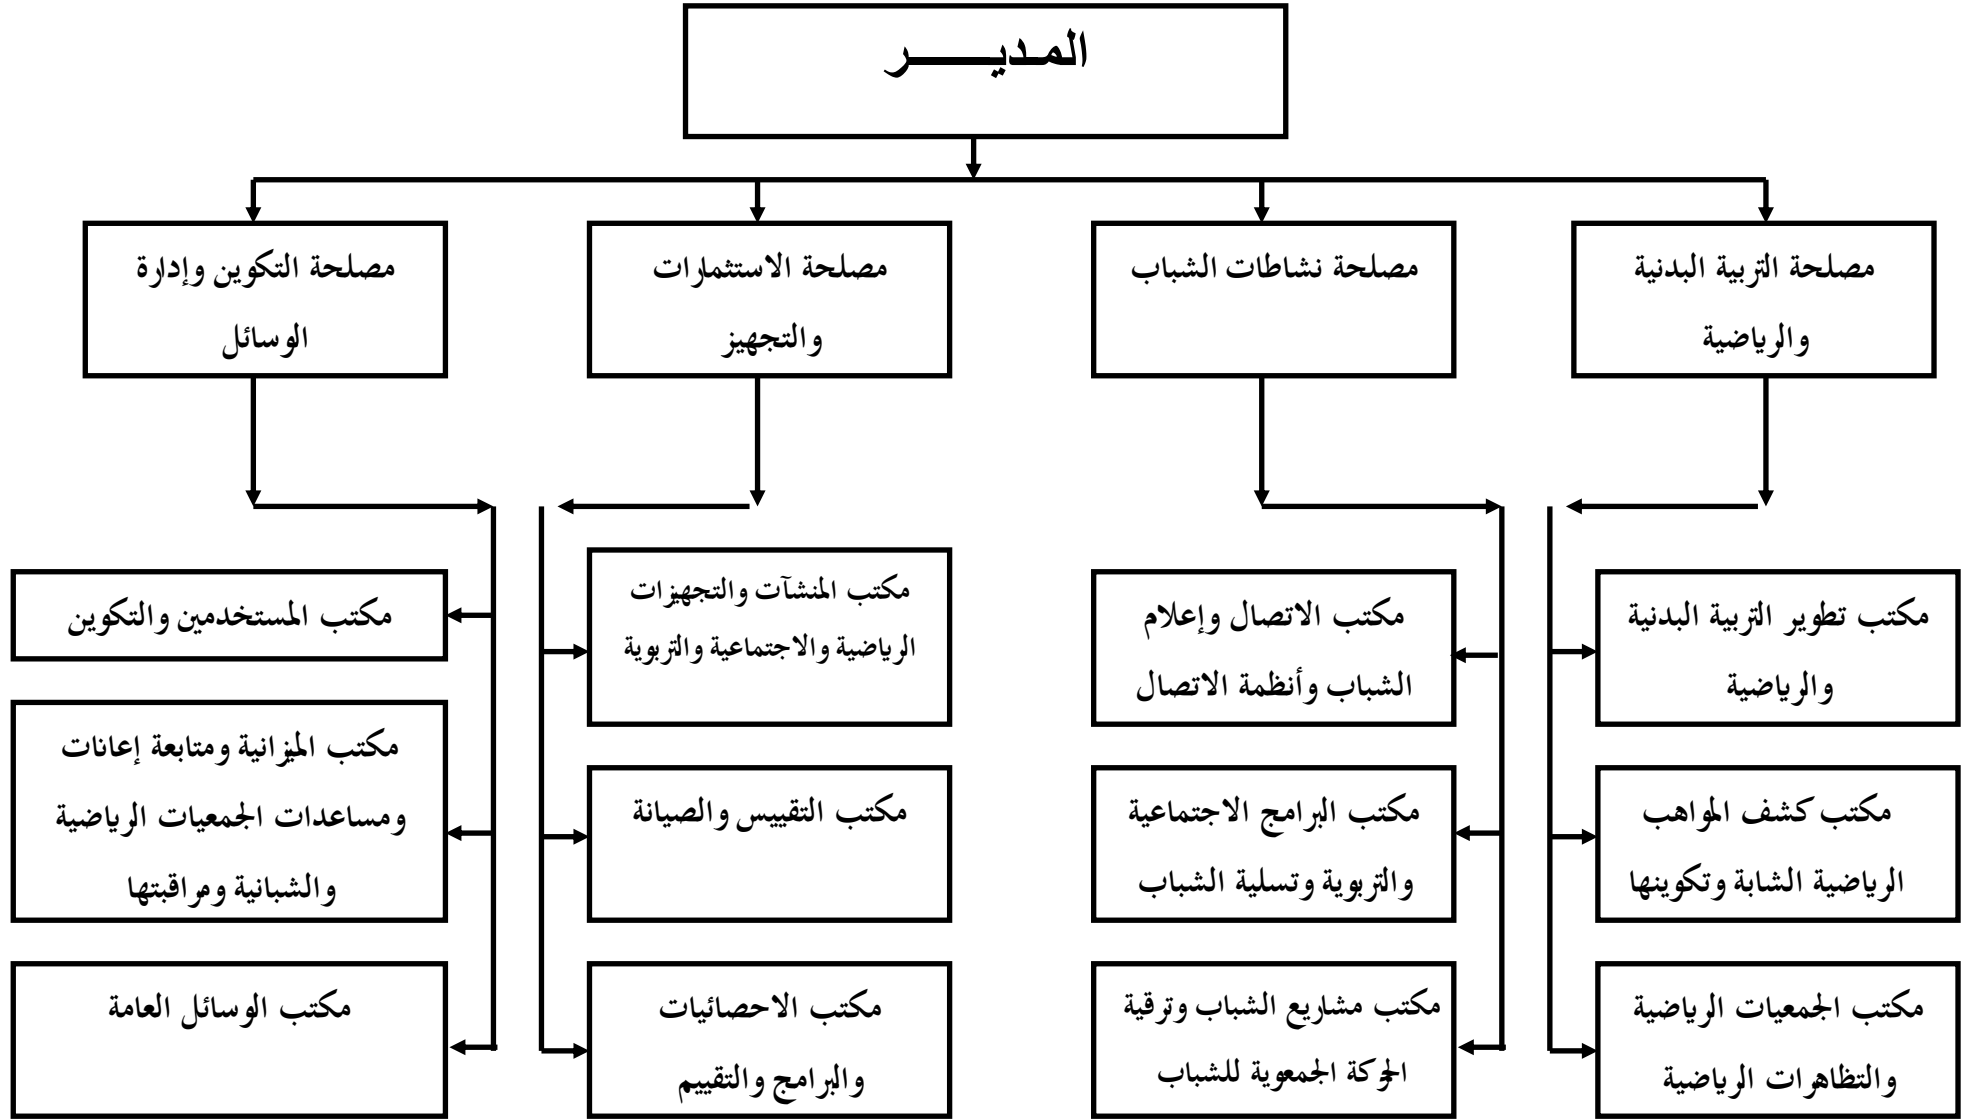 المـديــــــر
مصلحة التربية البدنية
والرياضية
مصلحة نشاطات الشباب
مصلحة الاستثمارات
والتجهيز
مصلحة التكوين وإدارة
الوسائل
مكتب تطوير التربية البدنية
والرياضية
مكتب كشف المواهب
الرياضية الشابة وتكوينها
مكتب الجمعيات الرياضية
والتظاهرات الرياضية
مكتب الاتصال وإعلام
الشباب وأنظمة الاتصال
مكتب البرامج الاجتماعية
والتربوية وتسلية الشباب
مكتب مشاريع الشباب وترقية
الحركة الجمعوية للشباب
مكتب المنشآت والتجهيزات
الرياضية والاجتماعية والتربوية
مكتب التقييس والصيانة
مكتب الاحصائيات
والبرامج والتقييم
مكتب المستخدمين والتكوين
مكتب الميزانية ومتابعة إعانات
ومساعدات الجمعيات الرياضية
والشبانية ومراقبتها
مكتب الوسائل العامة